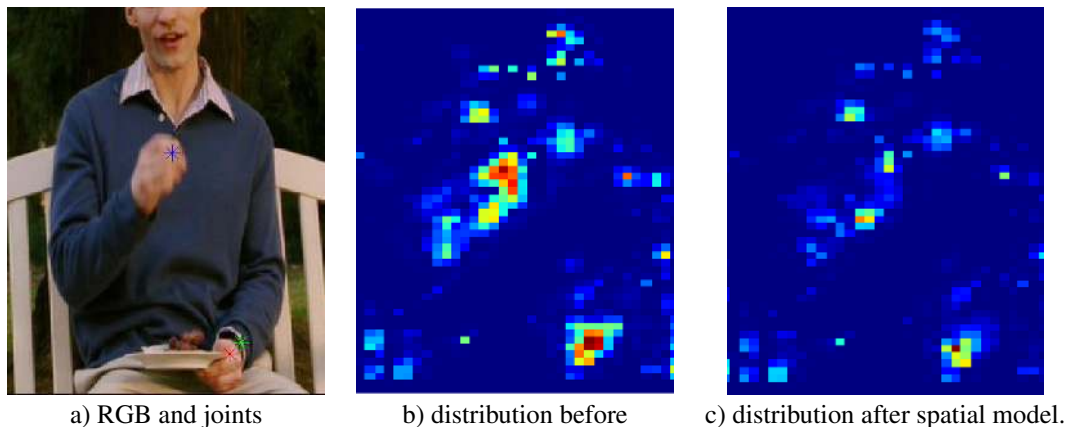 a) RGB and joints
b) distribution before
c) distribution after spatial model.